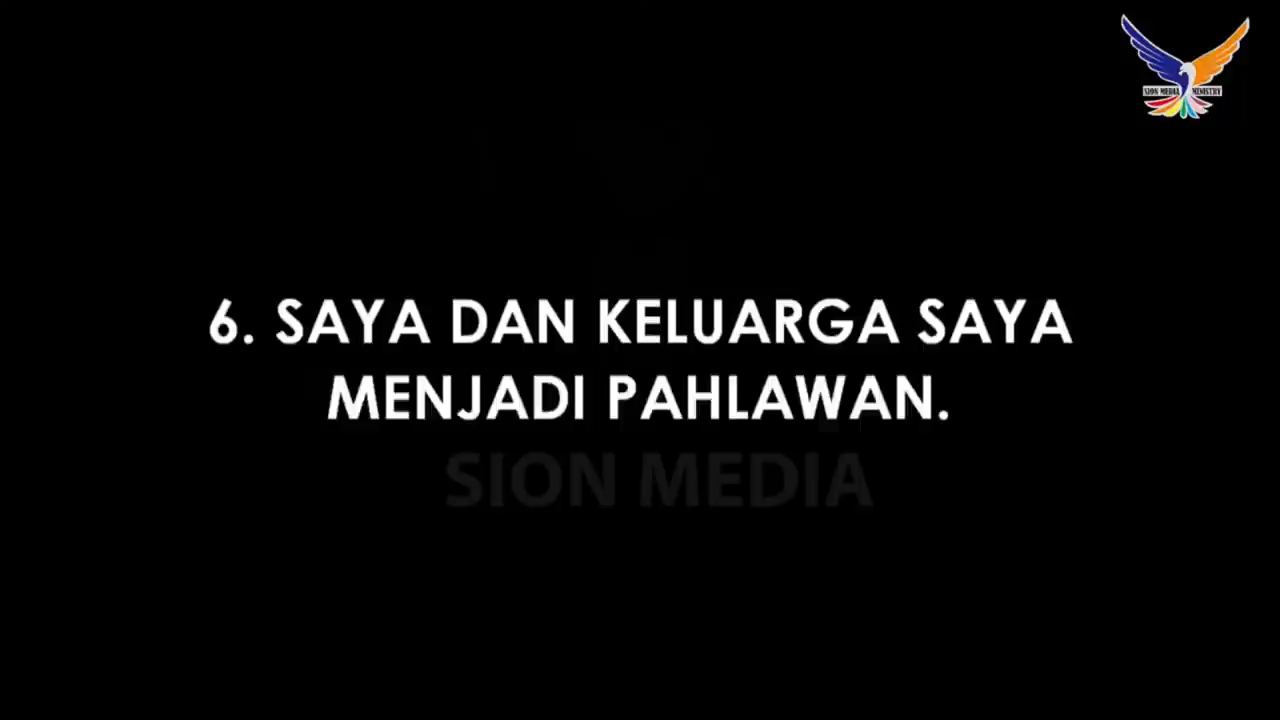 SION MEDIA MINISTRY
6. SAYA DAN KELUARGA SAYA
MENJADI PAHLAWAN.
SION MEDIA